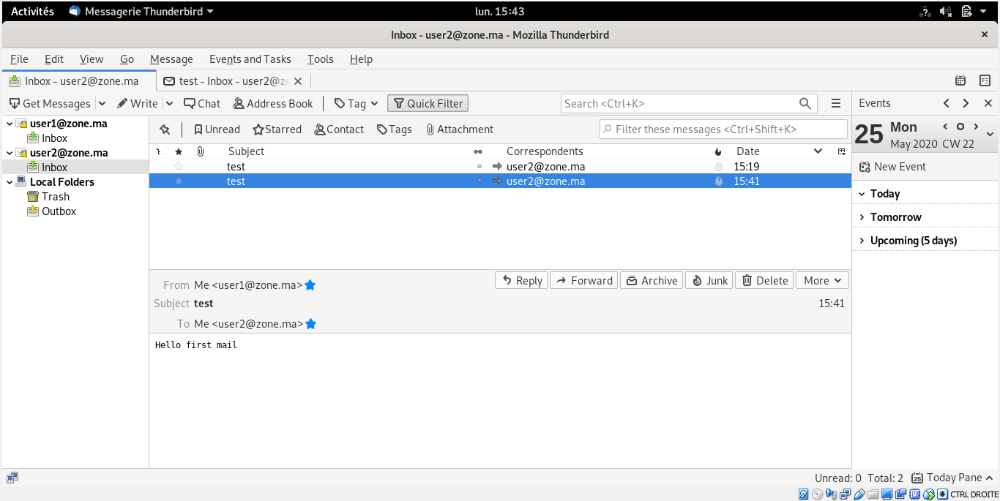 Activités Messagerie Thunderbird lun. 15:43
Inbox - user2@zone.ma - Mozilla Thunderbird
File Edit View Go Message Events and Tasks Tools Help
Inbox - user2@zone.ma test - Inbox - user2@zo
Get Messages Write Chat Address Book Tag Quick Filter Search <Ctrl+K> Events
user1@zone.ma
Inbox
user2@zone.ma
Inbox
Local Folders
Trash
Outbox
Unread Starred Contact Tags Attachment Filter these messages <Ctrl+Shift+K>
Subject Correspondents Date
test user2@zone.ma 15:19
test user2@zone.ma 15:41
From Me <user1@zone.ma> Reply Forward Archive Junk Delete More
Subject test 15:41
To Me <user2@zone.ma>
Hello first mail
25 Mon
May 2020 CW 22
New Event
Today
Tomorrow
Upcoming (5 days)
Unread: 0 Total: 2 25 Today Pane
CTRL DROITE